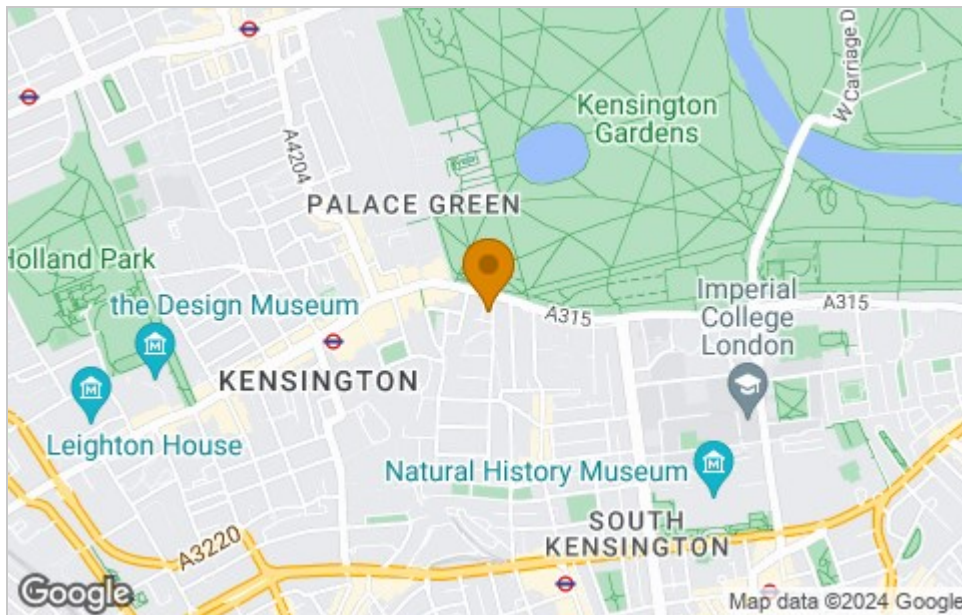 W Carriage D
Kensington
Gardens
A4204
PALACE GREEN
Holland Park
the Design Museum
Imperial
College
London
A315
A315
KENSINGTON
Leighton House
Natural History Museum
SOUTH
KENSINGTON
A3220
Google
Map data ©2024 Google